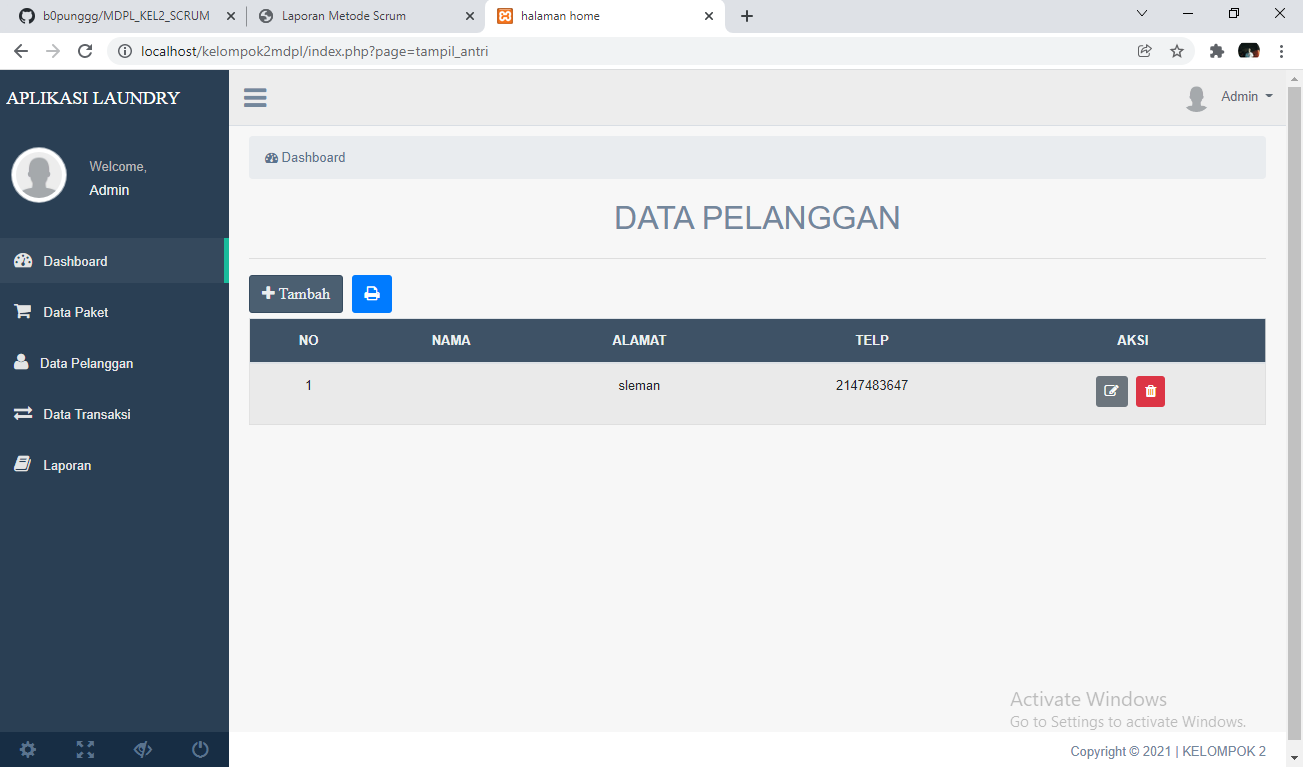 b0punggg/MDPL_KEL2_SCRUM
Laporan Metode Scrum
halaman home
localhost/kelompok2mdpl/index.php?page=tampil_antri
APLIKASI LAUNDRY
Admin
Dashboard
Welcome,
Admin
DATA PELANGGAN
Dashboard
Data Paket
Data Pelanggan
Data Transaksi
Laporan
Tambah
NO NAMA ALAMAT TELP AKSI
1 sleman 2147483647
Activate Windows
Go to Settings to activate Windows.
Copyright © 2021 | KELOMPOK 2